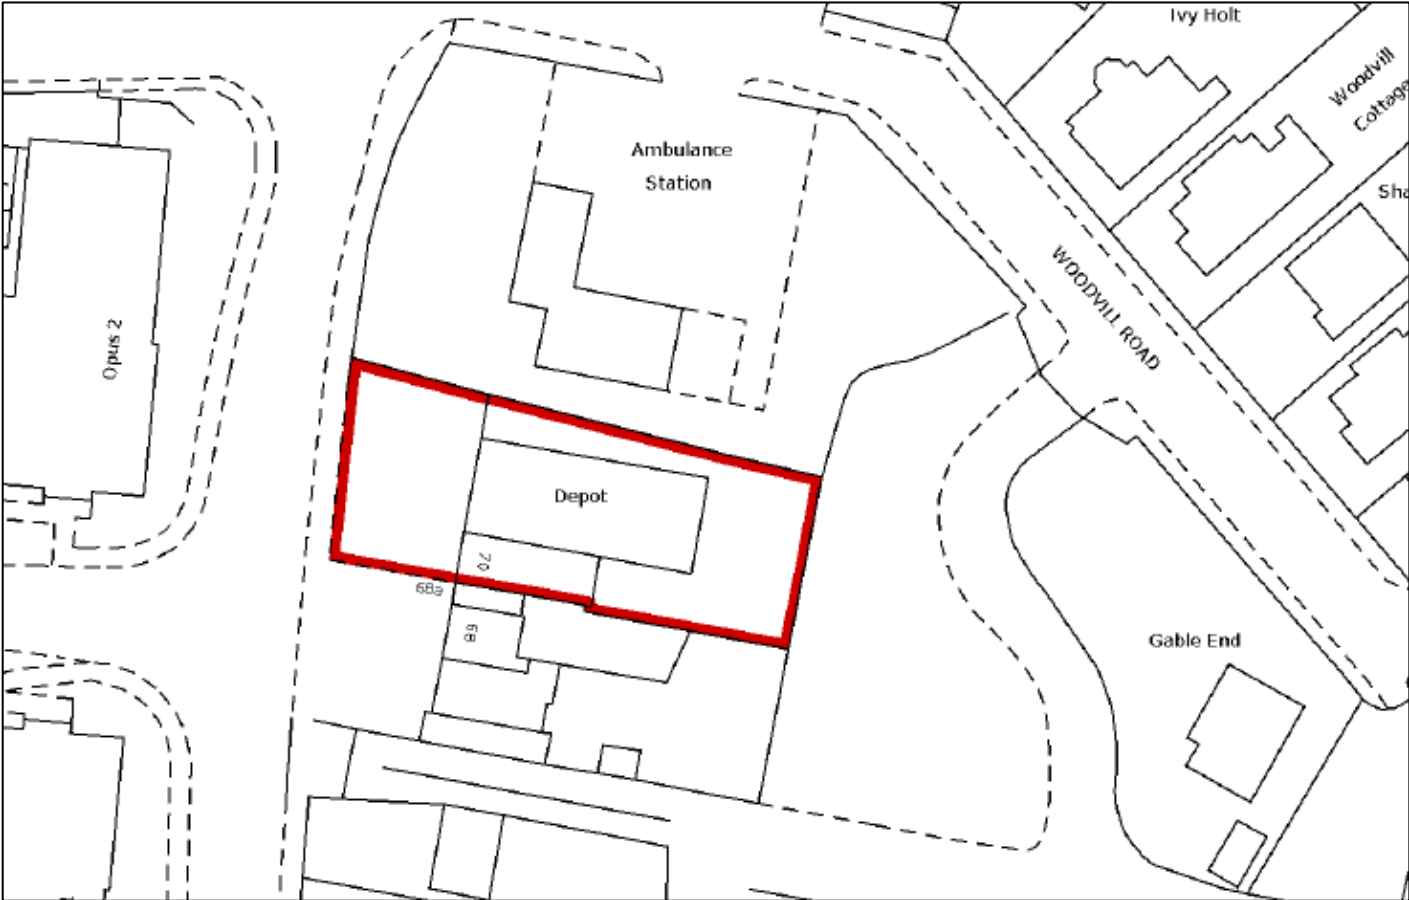 Ivy Holt
Woodvill
Cottage
Ambulance
Station
Sha
WOODVILL ROAD
Opus 2
Depot
70
68a
68
Gable End